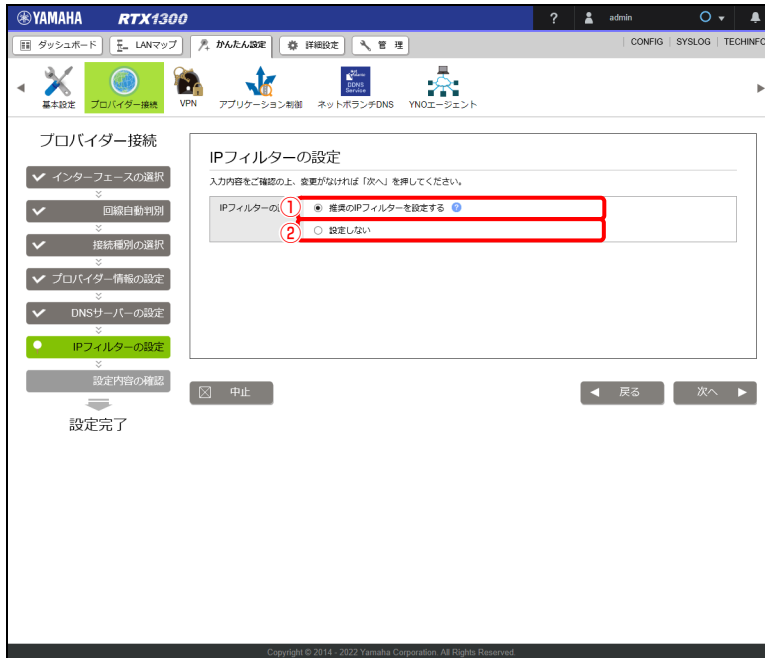 YAMAHA RTX1300 ? admin
ダッシュボード LANマップ かんたん設定 詳細設定 管 理 CONFIG SYSLOG TECHINFO
基本設定 プロバイダー接続 VPN アプリケーション制御 ネットボランチDNS YNOエージェント
プロバイダー接続
インターフェースの選択
回線自動判別
接続種別の選択
プロバイダー情報の設定
DNSサーバーの設定
IPフィルターの設定
設定内容の確認
設定完了
IPフィルターの設定
入力内容をご確認の上、変更がなければ「次へ」を押してください。
IPフィルターの ① 推奨のIPフィルターを設定する ?
② 設定しない
中止 戻る 次へ
Copyright © 2014 - 2022 Yamaha Corporation. All Rights Reserved.